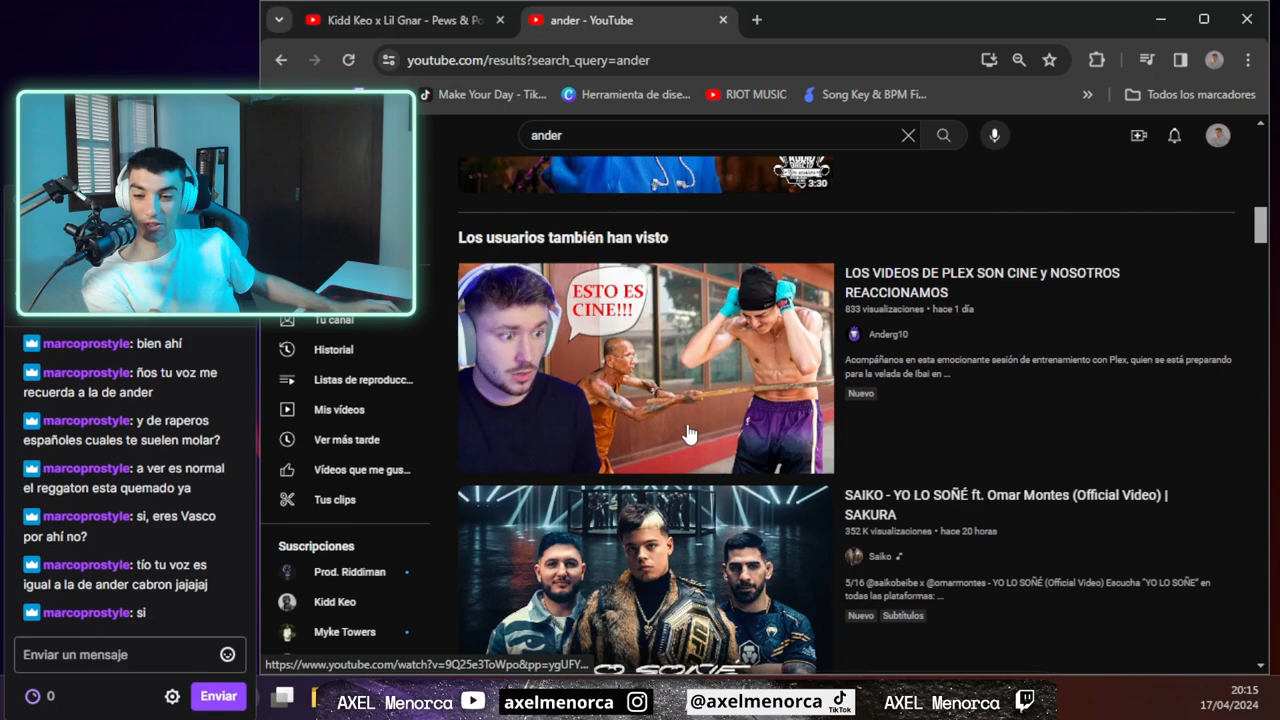 Kidd Keo x Lil Gnar - Pews & Po
ander - YouTube
youtube.com/results?search_query=ander
Make Your Day - Tik...
Herramienta de dise...
RIOT MUSIC
Song Key & BPM Fi...
Todos los marcadores
ander
3:30
Los usuarios también han visto
ESTO ES
CINE!!!
LOS VIDEOS DE PLEX SON CINE y NOSOTROS
REACCIONAMOS
833 visualizaciones • hace 1 día
Anderg10
Acompáñanos en esta emocionante sesión de entrenamiento con Plex, quien se está preparando
para la velada de Ibai en ...
Nuevo
SAIKO - YO LO SOÑÉ ft. Omar Montes (Official Video) |
SAKURA
352 K visualizaciones • hace 20 horas
Saiko
5/16 @saikobeibe x @omarmontes - YO LO SOÑÉ (Official Video) Escucha "YO LO SOÑE" en
todas las plataformas: ...
Nuevo
Subtítulos
Tu canal
Historial
Listas de reproducc...
Mis vídeos
Ver más tarde
Vídeos que me gus...
Tus clips
Suscripciones
Prod. Riddiman
Kidd Keo
Myke Towers
https://www.youtube.com/watch?v=9Q25e3ToWpo&pp=ygUFY...
marcoprostyle: bien ahí
marcoprostyle: ños tu voz me
recuerda a la de ander
marcoprostyle: y de raperos
españoles cuales te suelen molar?
marcoprostyle: a ver es normal
el reggaton esta quemado ya
marcoprostyle: si, eres Vasco
por ahí no?
marcoprostyle: tío tu voz es
igual a la de ander cabron jajajaj
marcoprostyle: si
Enviar un mensaje
0
Enviar
AXEL Menorca
axelmenorca
@axelmenorca
TikTok
AXEL Menorca
20:15
17/04/2024